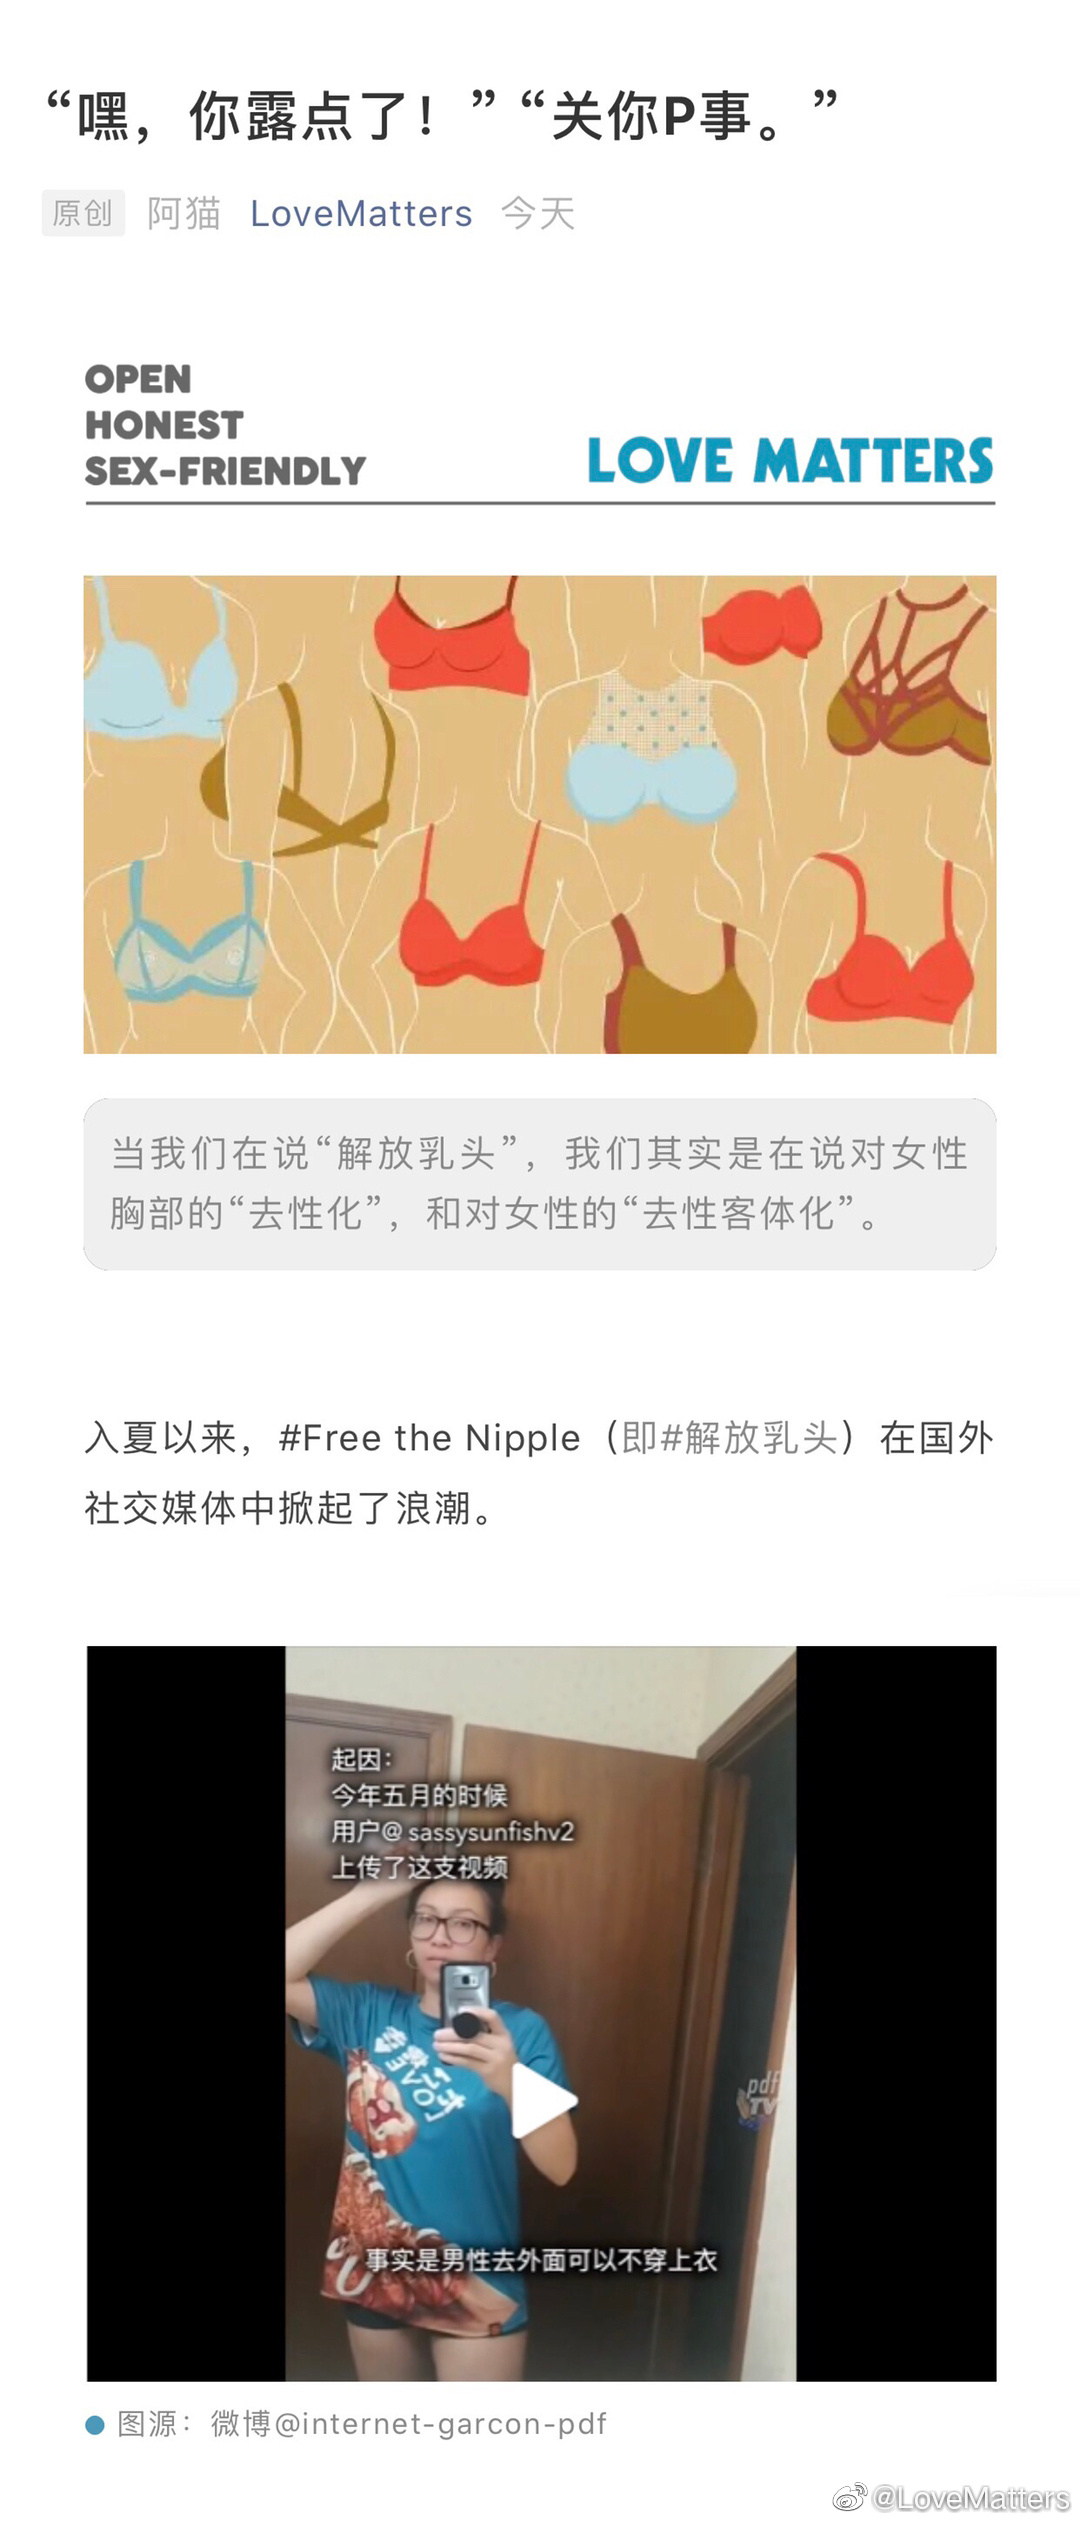 “嘿，你露点了！”“关你P事。”
原创 阿猫 LoveMatters 今天
OPEN
HONEST
SEX-FRIENDLY
LOVE MATTERS
当我们在说“解放乳头”，我们其实是在说对女性
胸部的“去性化”，和对女性的“去性客体化”。
入夏以来，#Free the Nipple（即#解放乳头）在国外
社交媒体中掀起了浪潮。
起因：
今年五月的时候
用户@ sassysunfishv2
上传了这支视频
pdf
TV
事实是男性去外面可以不穿上衣
图源：微博@internet-garcon-pdf
@LoveMatters